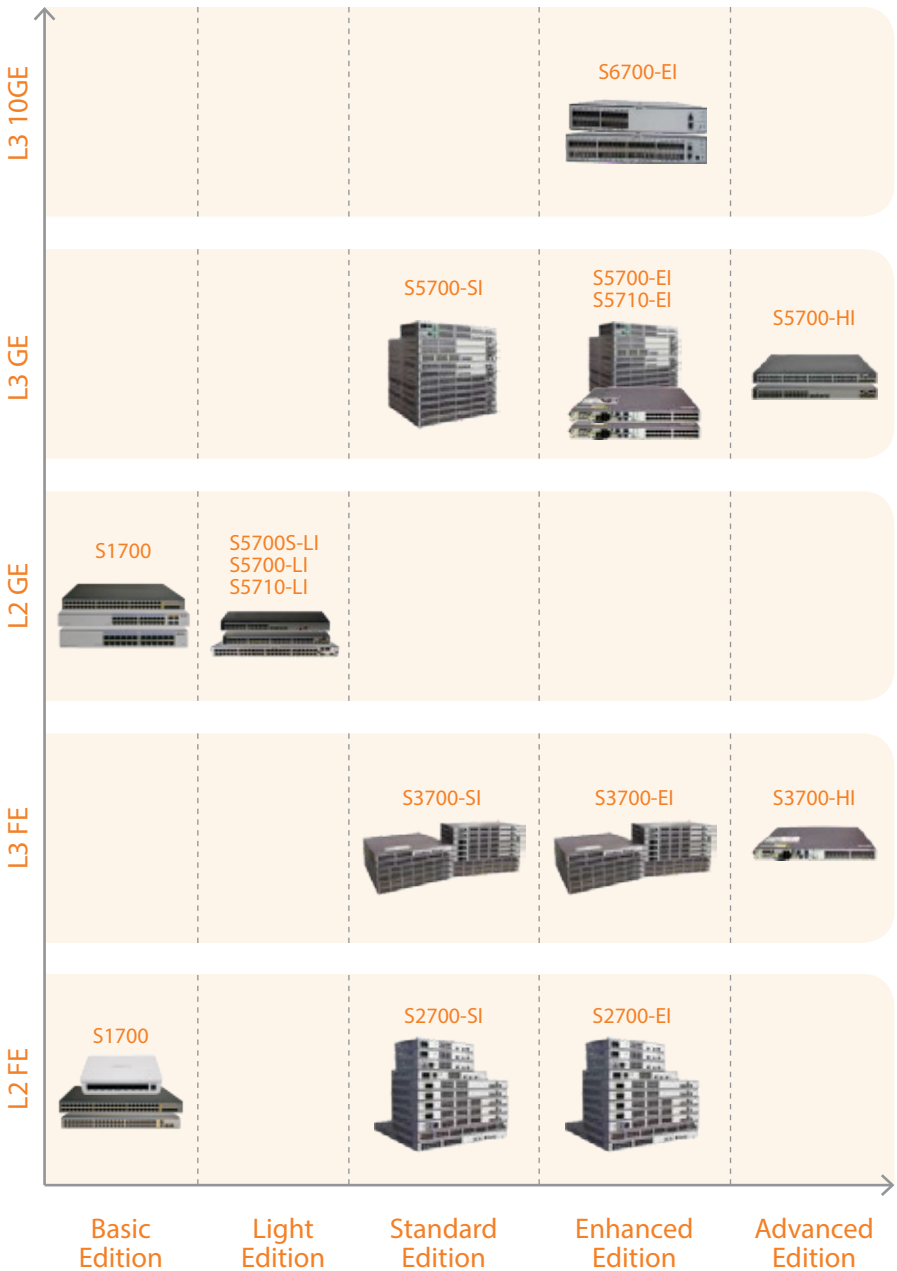 L3 10GE
S6700-EI
L3 GE
S5700-SI
S5700-EI
S5710-EI
S5700-HI
L2 GE
S1700
S5700S-LI
S5700-LI
S5710-LI
L3 FE
S3700-SI
S3700-EI
S3700-HI
L2 FE
S1700
S2700-SI
S2700-EI
Basic
Edition
Light
Edition
Standard
Edition
Enhanced
Edition
Advanced
Edition